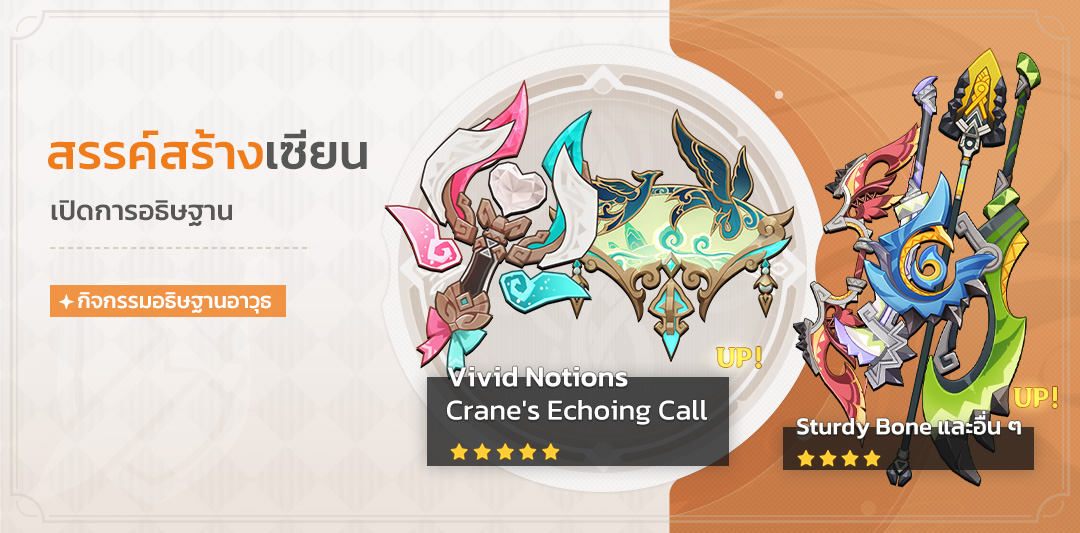 สรรค์สร้างเซียน
เปิดการอธิษฐาน
กิจกรรมอธิษฐานอาวุธ
UP!
Vivid Notions
Crane's Echoing Call
UP!
Sturdy Bone และอื่น ๆ